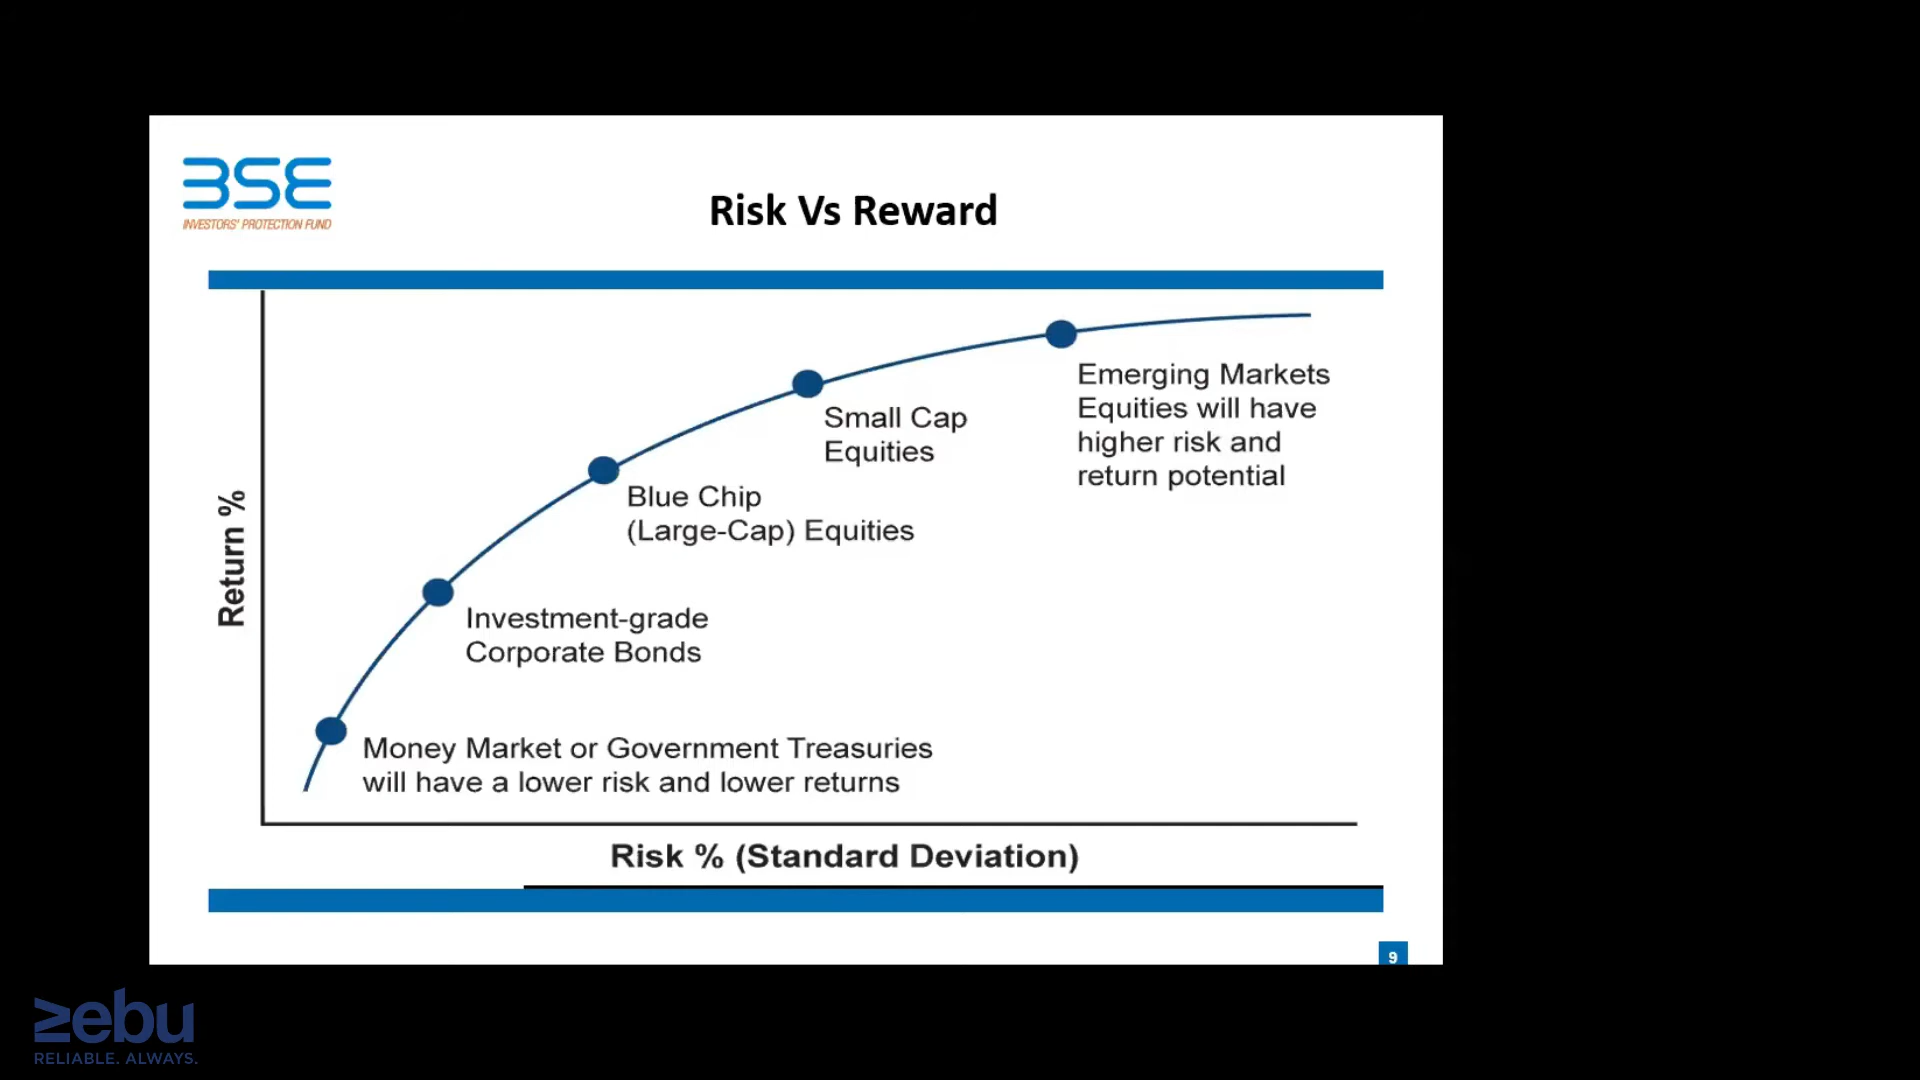 BSE
INVESTORS' PROTECTION FUND
Risk Vs Reward
Return %
Emerging Markets
Equities will have
higher risk and
return potential
Small Cap
Equities
Blue Chip
(Large-Cap) Equities
Investment-grade
Corporate Bonds
Money Market or Government Treasuries
will have a lower risk and lower returns
Risk % (Standard Deviation)
9
zebu
RELIABLE. ALWAYS.